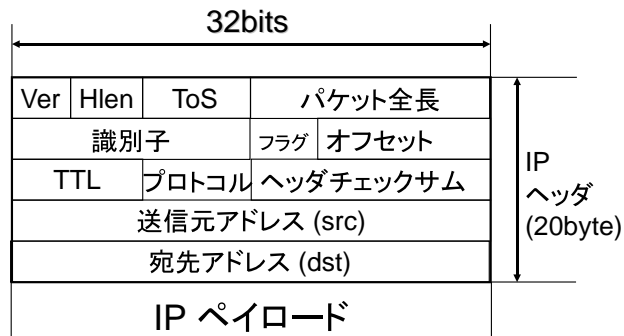 32bits
Ver Hlen ToS パケット全長
識別子 フラグ オフセット
TTL プロトコル ヘッダチェックサム
送信元アドレス (src)
宛先アドレス (dst)
IP ペイロード
IP
ヘッダ
(20byte)